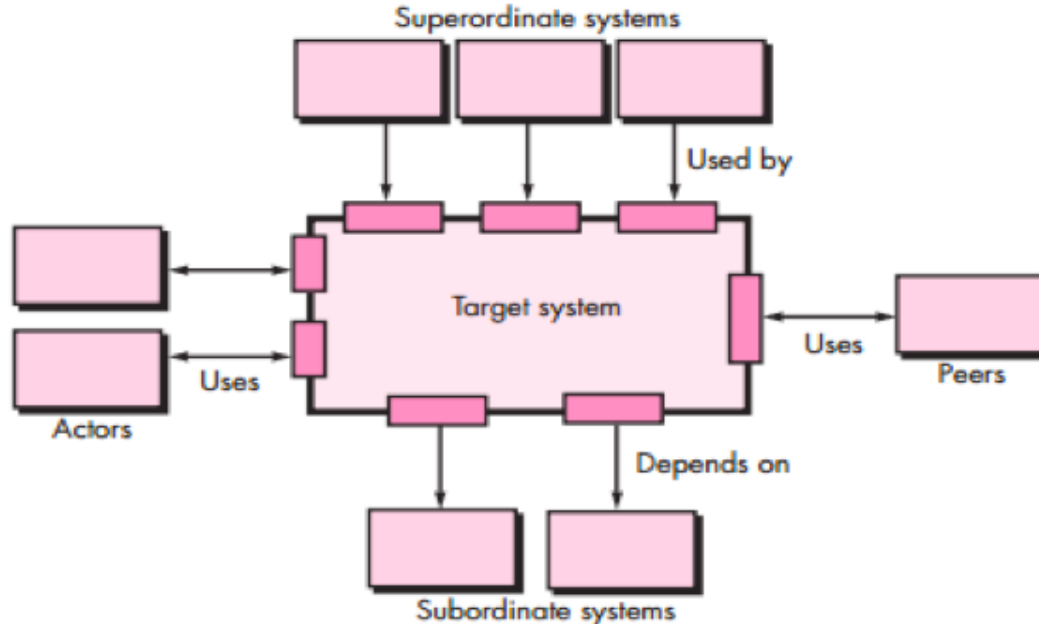 Superordinate systems
Used by
Target system
Uses
Uses
Peers
Actors
Depends on
Subordinate systems